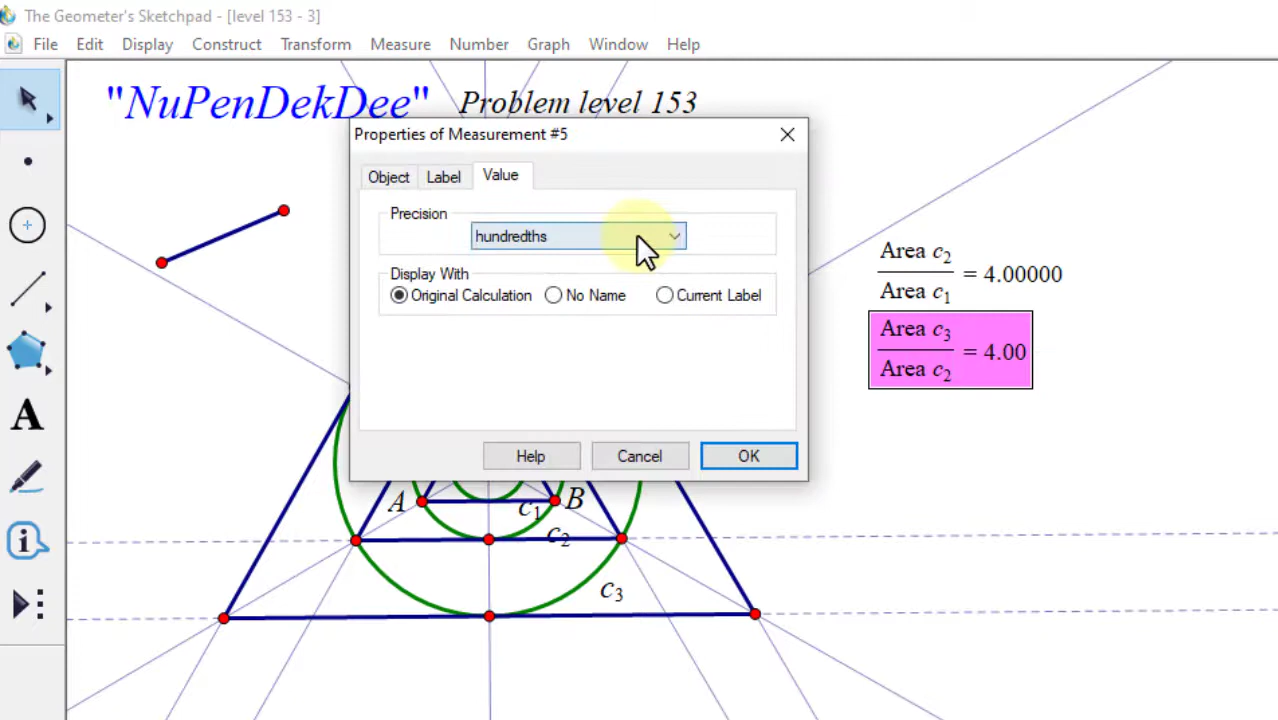 The Geometer's Sketchpad - [level 153 - 3]
File Edit Display Construct Transform Measure Number Graph Window Help
"NuPenDekDee" Problem level 153
Properties of Measurement #5
Object Label Value
Precision
hundredths
Display With
Original Calculation No Name Current Label
Help Cancel OK
Area c₂
= 4.00000
Area c₁
Area c₃
= 4.00
Area c₂
A
B
c₁
c₂
c₃
A
i